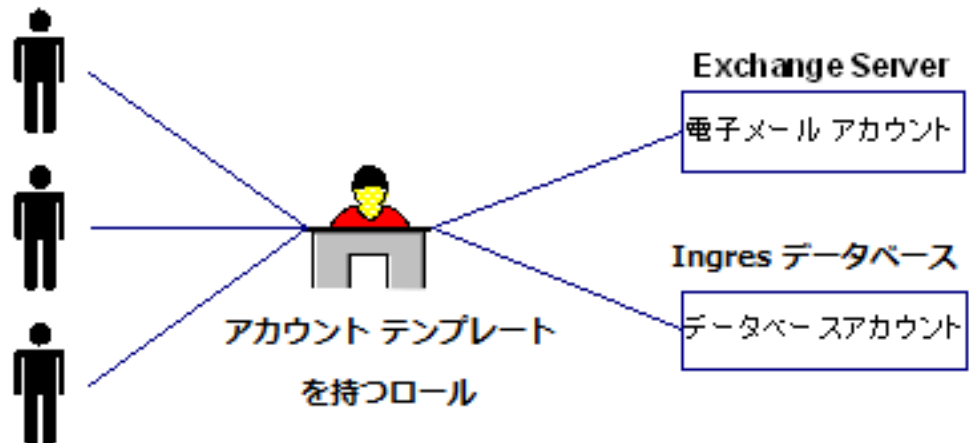 Exchange Server
電子メール アカウント
Ingres データベース
データベースアカウント
アカウント テンプレート
を持つロール